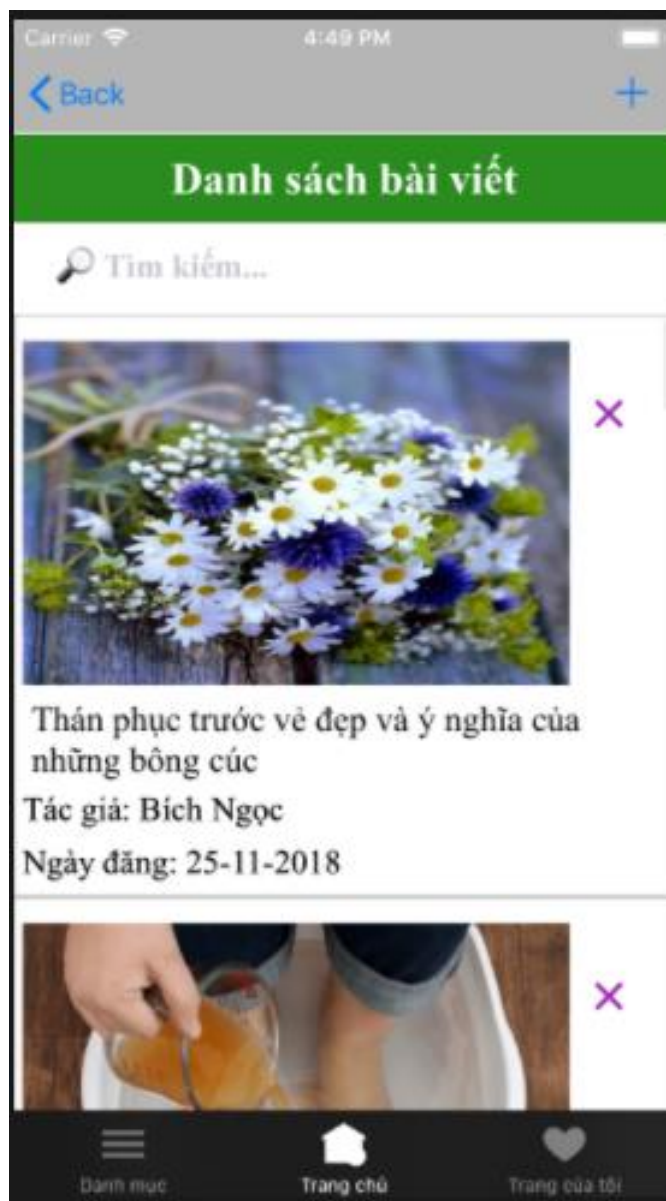 Carrier 4:49 PM
Back +
Danh sách bài viết
Tìm kiếm...
Thán phục trước vẻ đẹp và ý nghĩa của
những bông cúc
Tác giả: Bích Ngọc
Ngày đăng: 25-11-2018
Danh mục Trang chủ Trang của tôi